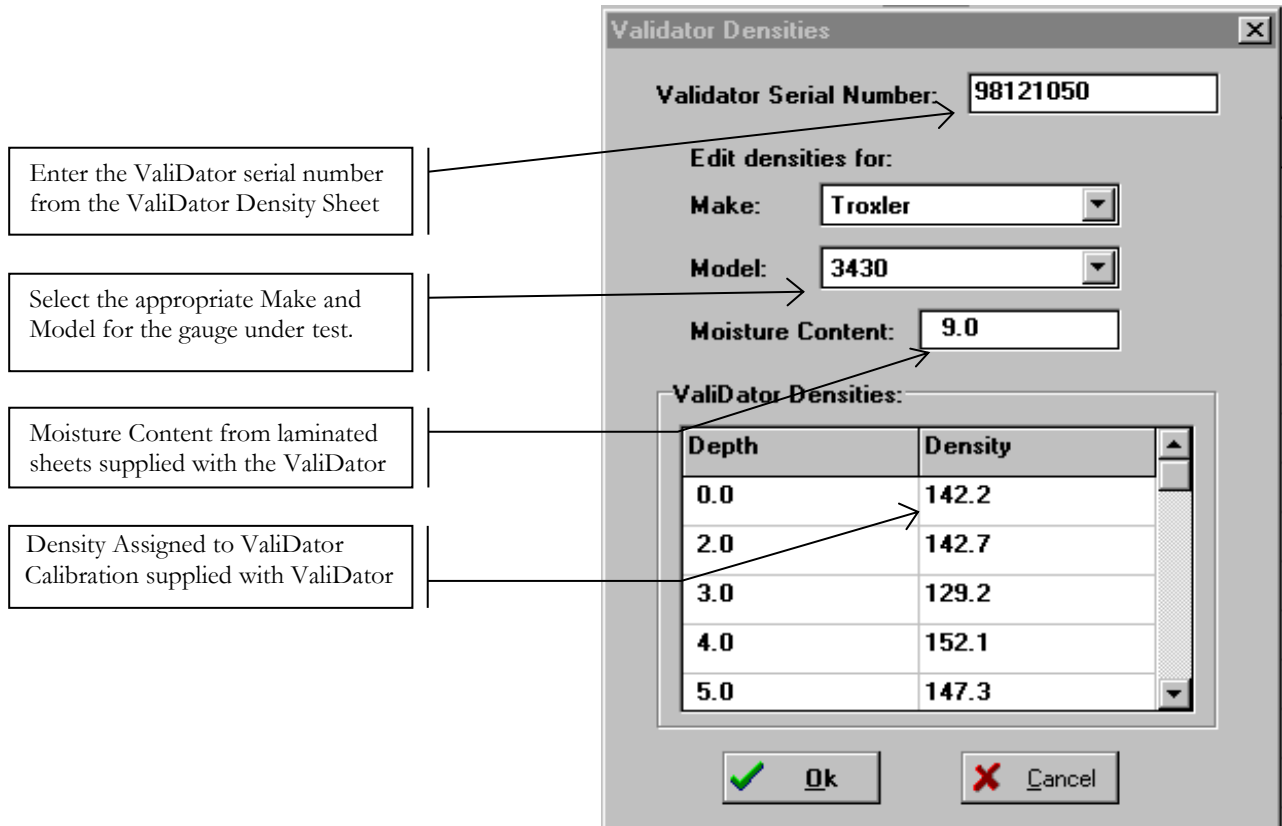 Validator Densities
Validator Serial Number: 98121050
Enter the ValiDator serial number
from the ValiDator Density Sheet
Edit densities for:
Make: Troxler
Model: 3430
Select the appropriate Make and
Model for the gauge under test.
Moisture Content: 9.0
Moisture Content from laminated
sheets supplied with the ValiDator
Density Assigned to ValiDator
Calibration supplied with ValiDator
ValiDator Densities:
Depth Density
0.0 142.2
2.0 142.7
3.0 129.2
4.0 152.1
5.0 147.3
Ok Cancel